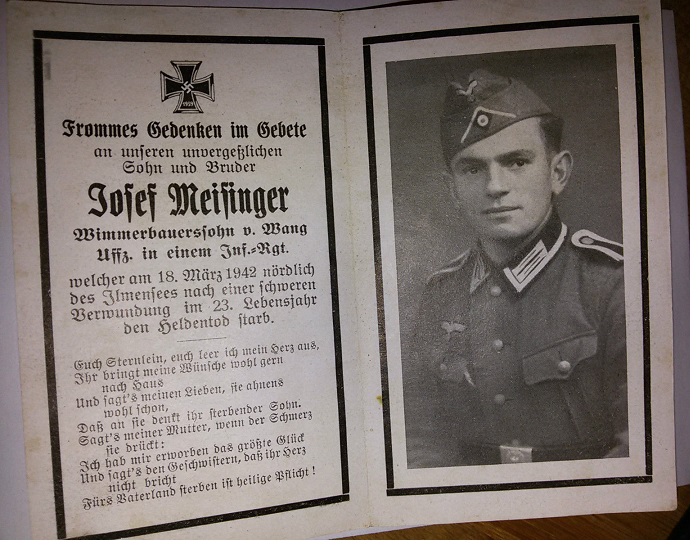 1939
Frommes Gedenken im Gebete
an unseren unvergeßlichen
Sohn und Bruder
Josef Meisinger
Wimmerbauerssohn v. Wang
Uffz. in einem Inf.-Rgt.
welcher am 18. März 1942 nördlich
des Ilmensees nach einer schweren
Verwundung im 23. Lebensjahr
den Heldentod starb.
Euch Sternlein, euch leer ich mein Herz aus,
Ihr bringt meine Wünsche wohl gern
nach Haus
Und sagt's meinen Lieben, sie ahnens
wohl schon,
Daß an sie denkt ihr sterbender Sohn.
Sagt's meiner Mutter, wenn der Schmerz
sie drückt:
Ich hab mir erworben das größte Glück
Und sagt's den Geschwistern, daß ihr Herz
nicht bricht
Fürs Vaterland sterben ist heilige Pflicht!